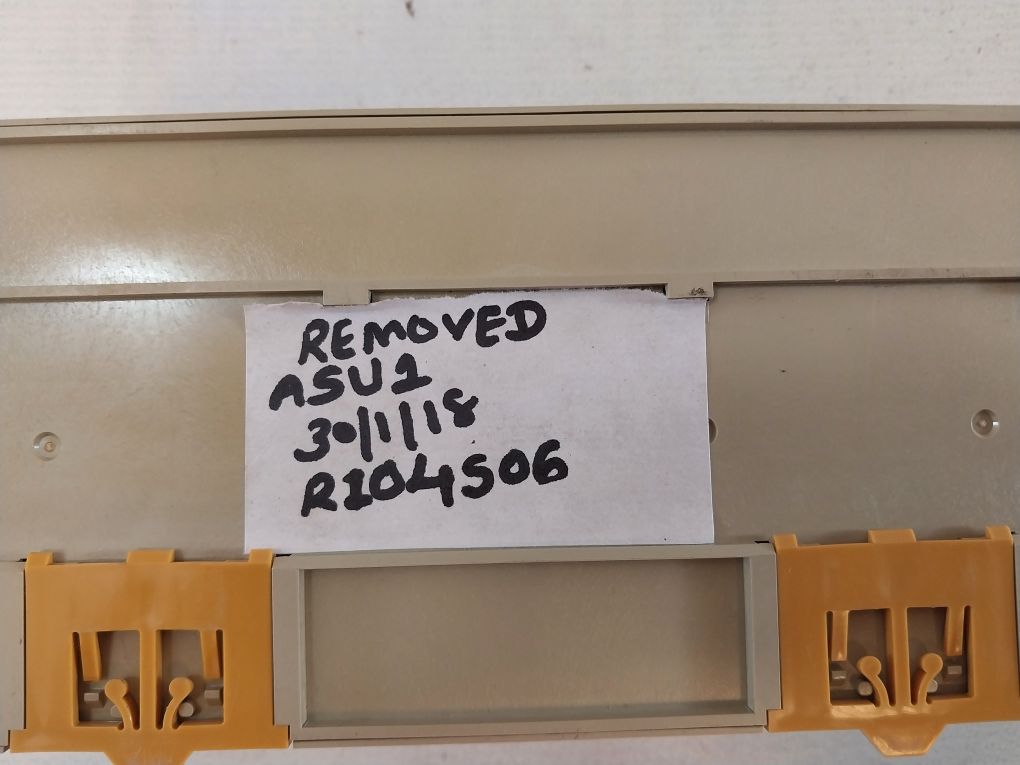 REMOVED
ASU1
30/1/18
R104S06